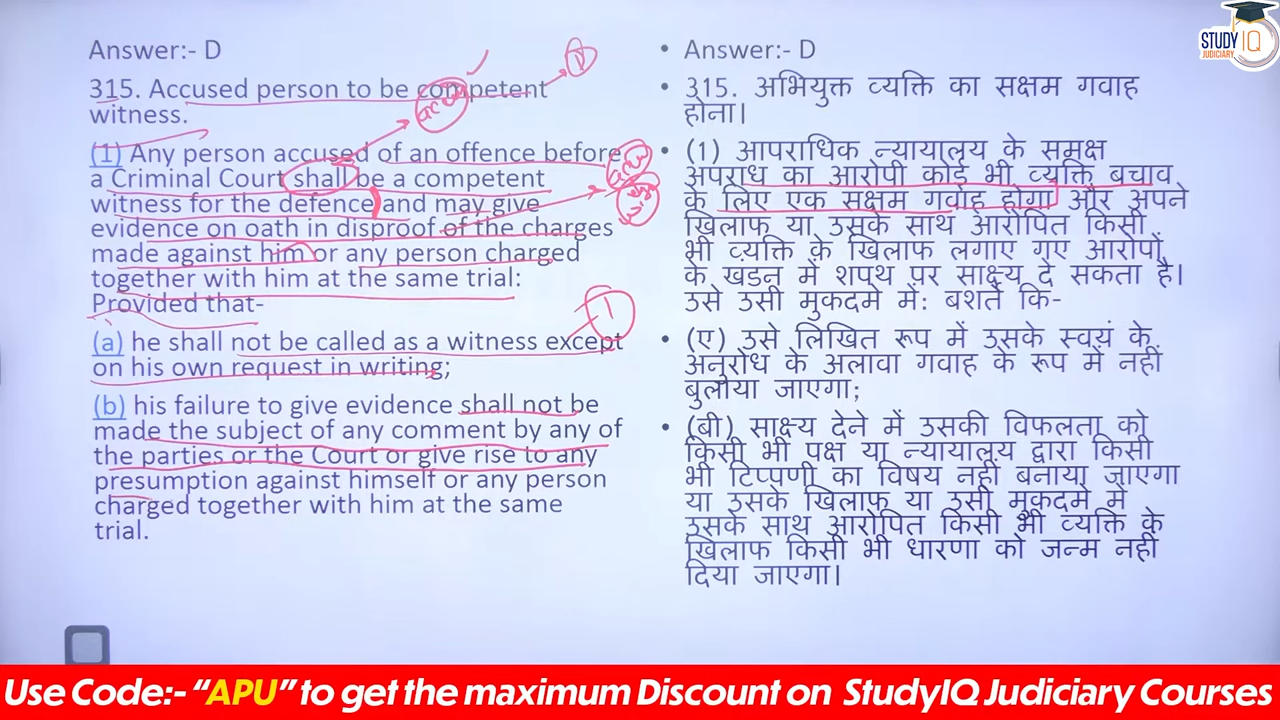 Answer:- D
315. Accused person to be competent
witness.
(1) Any person accused of an offence before
a Criminal Court shall be a competent
witness for the defence and may give
evidence on oath in disproof of the charges
made against him or any person charged
together with him at the same trial:
Provided that-
(a) he shall not be called as a witness except
on his own request in writing;
(b) his failure to give evidence shall not be
made the subject of any comment by any of
the parties or the Court or give rise to any
presumption against himself or any person
charged together with him at the same
trial.
• Answer:- D
• 315. अभियुक्त व्यक्ति का सक्षम गवाह
होना।
• (1) आपराधिक न्यायालय के समक्ष
अपराध का आरोपी कोई भी व्यक्ति बचाव
के लिए एक सक्षम गवाह होगा और अपने
खिलाफ या उसके साथ आरोपित किसी
भी व्यक्ति के खिलाफ लगाए गए आरोपों
के खंडन में शपथ पर साक्ष्य दे सकता है।
उसे उसी मुकदमे में: बशर्ते कि-
• (ए) उसे लिखित रूप में उसके स्वयं के
अनुरोध के अलावा गवाह के रूप में नहीं
बुलाया जाएगा;
• (बी) साक्ष्य देने में उसकी विफलता को
किसी भी पक्ष या न्यायालय द्वारा किसी
भी टिप्पणी का विषय नहीं बनाया जाएगा
या उसके खिलाफ या उसी मुकदमे में
उसके साथ आरोपित किसी भी व्यक्ति के
खिलाफ किसी भी धारणा को जन्म नहीं
दिया जाएगा।
STUDY IQ
JUDICIARY
Use Code:- “APU” to get the maximum Discount on StudyIQ Judiciary Courses